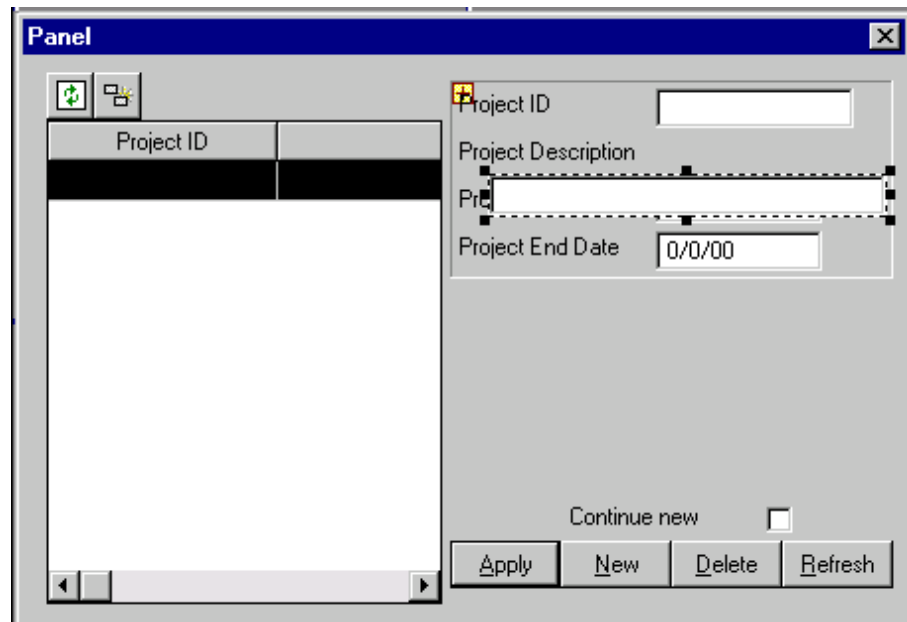 Panel
Project ID
Project ID
Project Description
Project End Date 0/0/00
Continue new
Apply New Delete Refresh